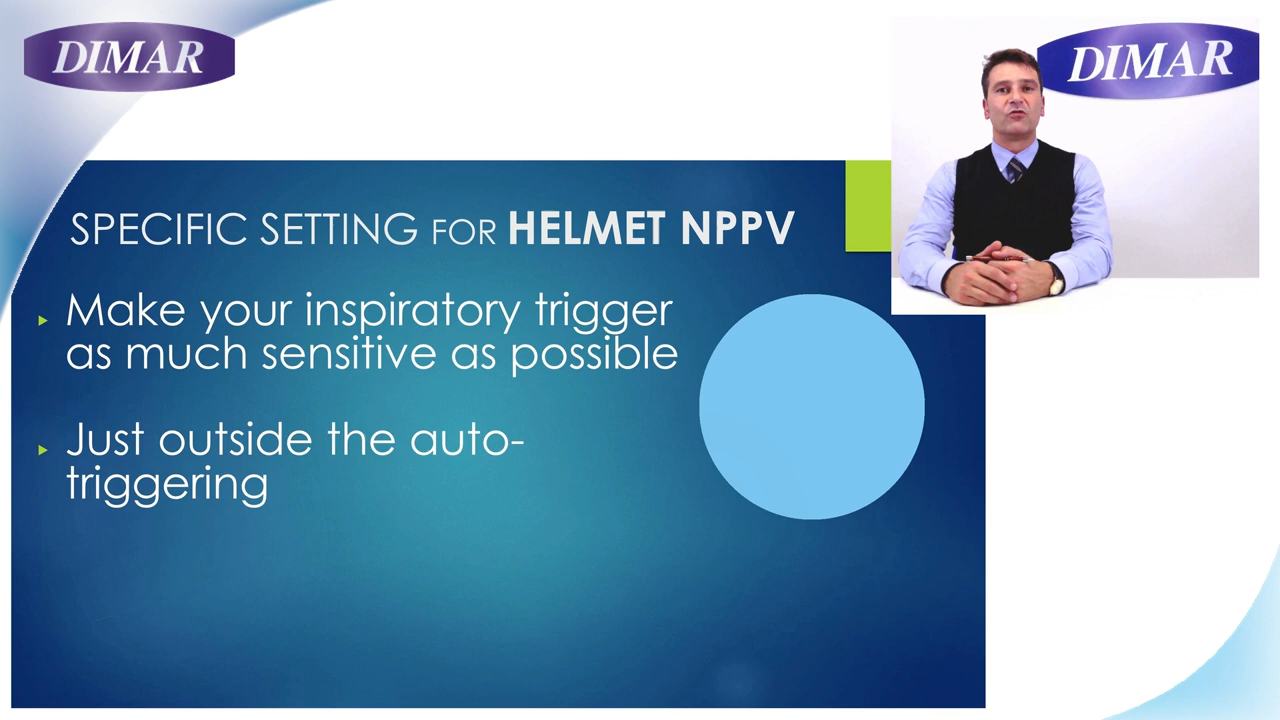 DIMAR
DIMAR
SPECIFIC SETTING FOR HELMET NPPV
Make your inspiratory trigger
as much sensitive as possible
Just outside the auto-
triggering